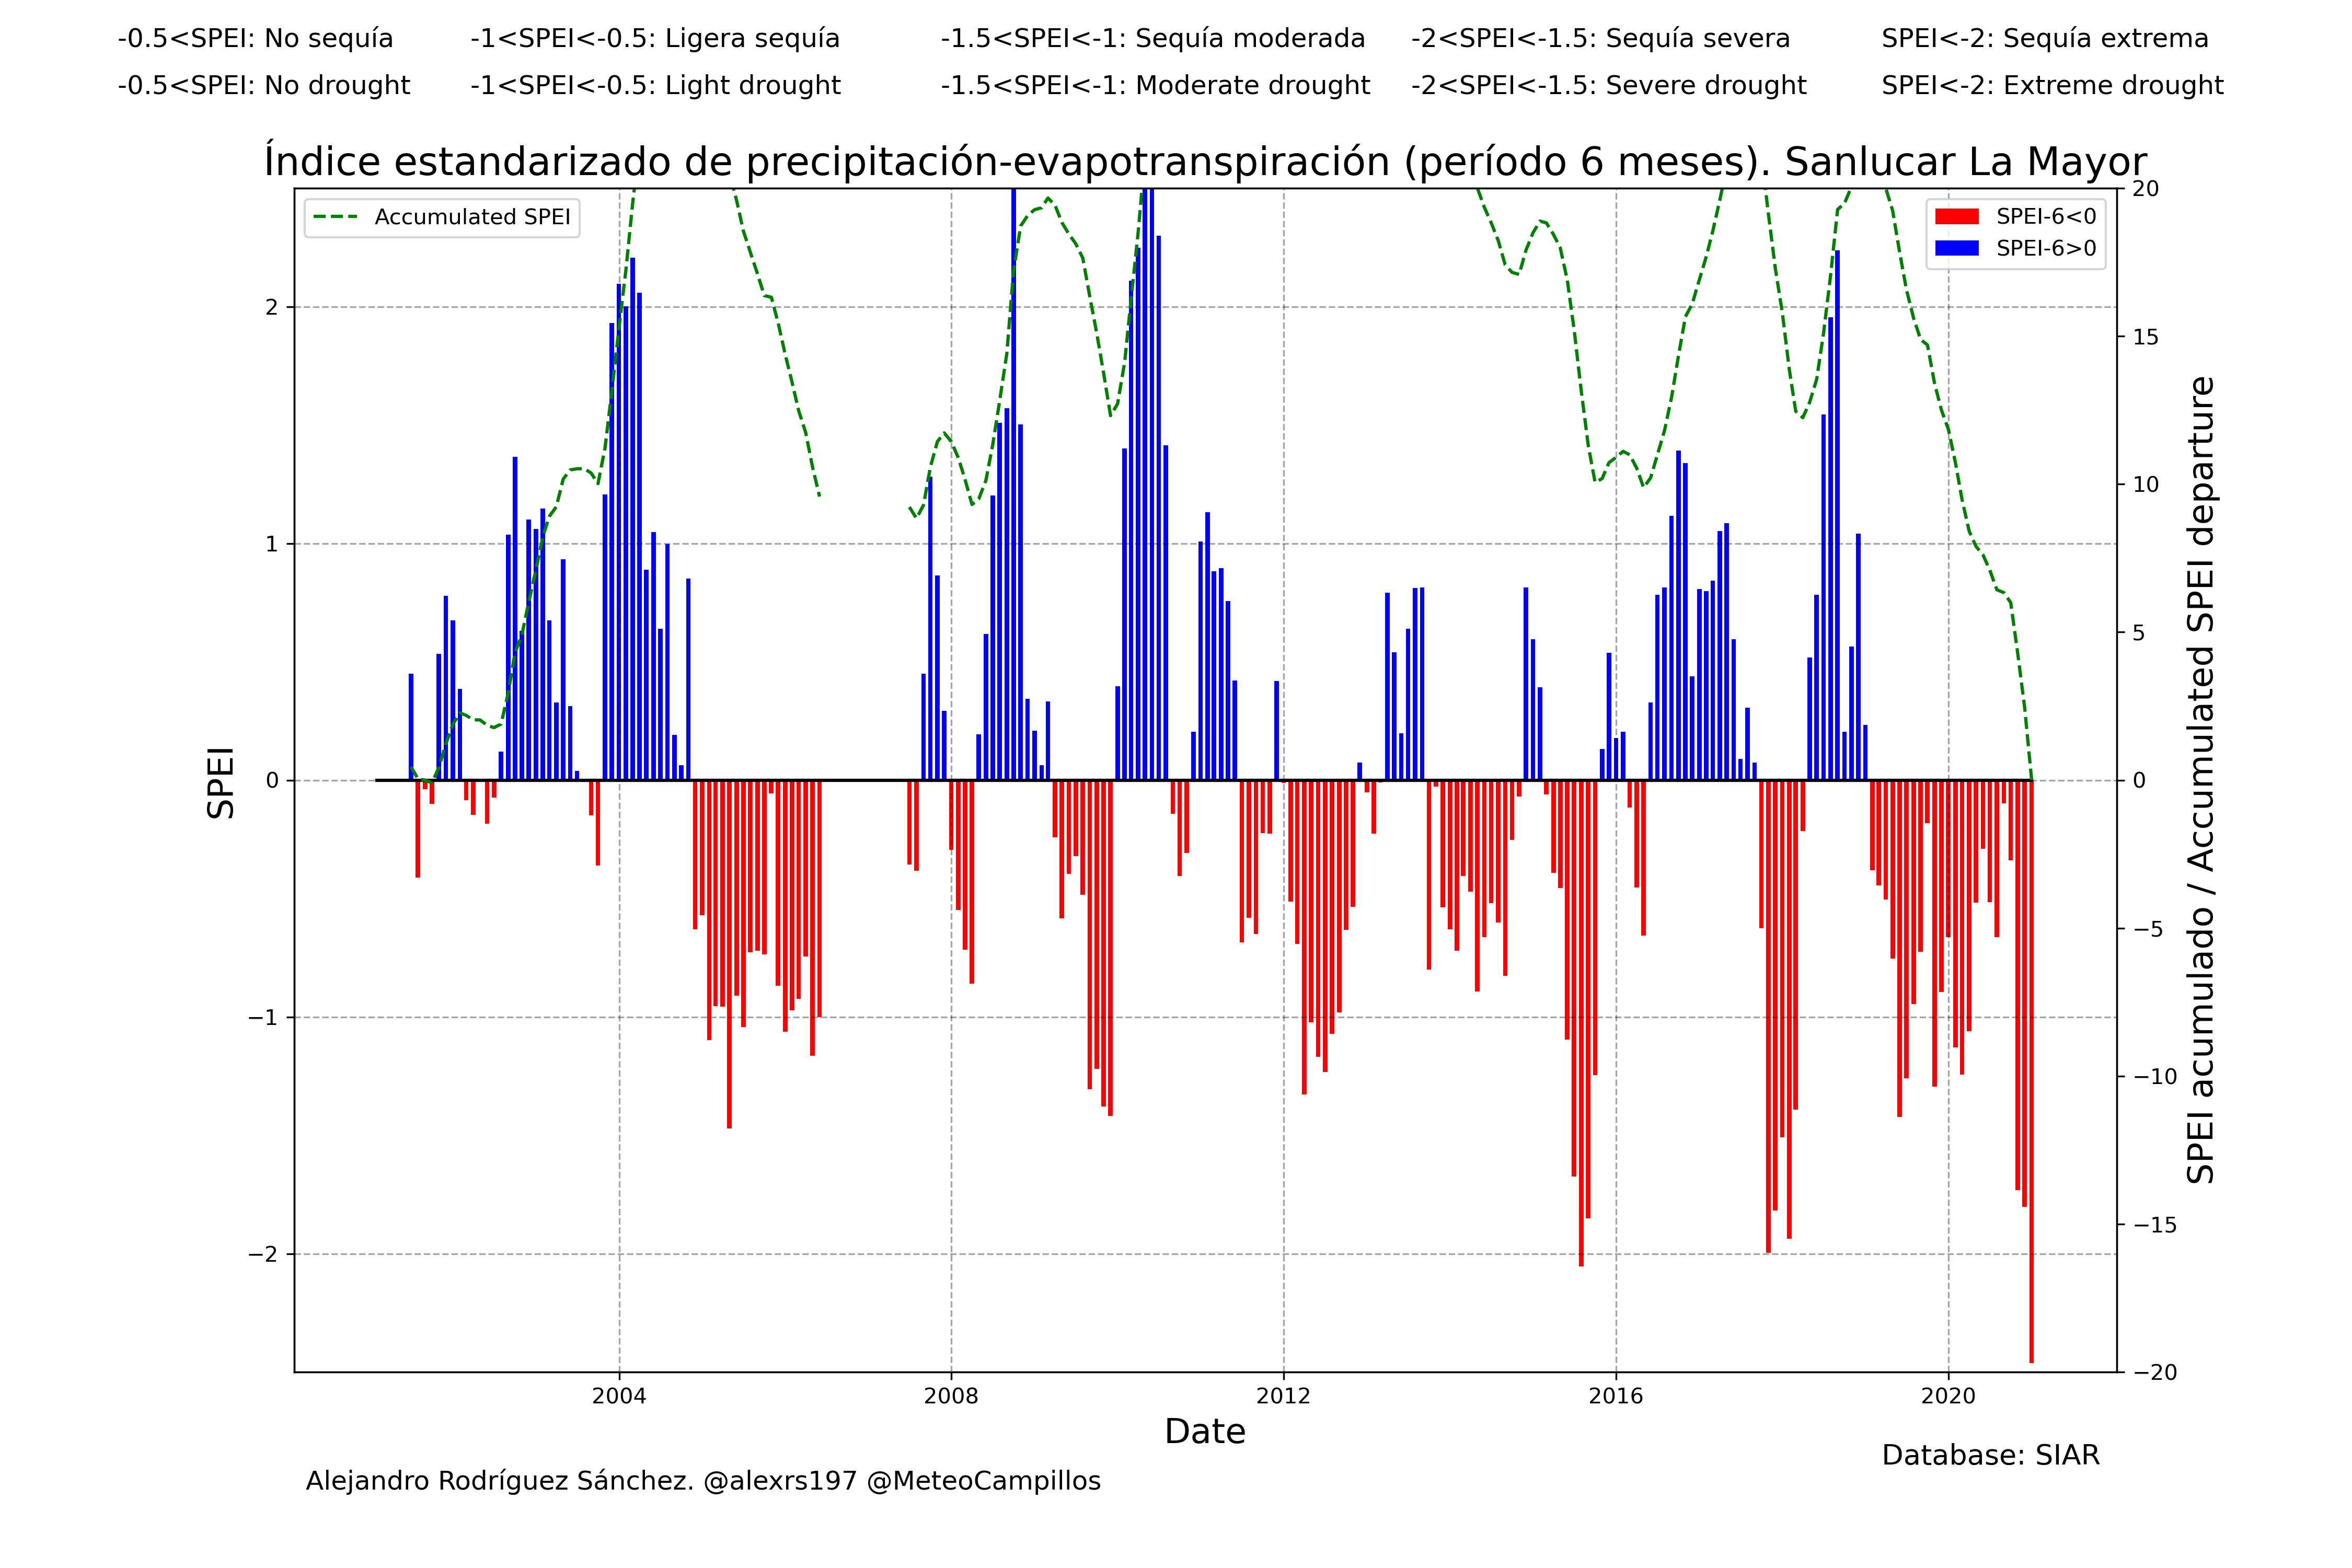 -0.5<SPEI: No sequía -1<SPEI<-0.5: Ligera sequía -1.5<SPEI<-1: Sequía moderada -2<SPEI<-1.5: Sequía severa SPEI<-2: Sequía extrema
-0.5<SPEI: No drought -1<SPEI<-0.5: Light drought -1.5<SPEI<-1: Moderate drought -2<SPEI<-1.5: Severe drought SPEI<-2: Extreme drought
Índice estandarizado de precipitación-evapotranspiración (período 6 meses). Sanlucar La Mayor
Accumulated SPEI
SPEI-6<0
SPEI-6>0
SPEI
2
1
0
−1
−2
20
15
10
5
0
−5
−10
−15
−20
SPEI acumulado / Accumulated SPEI departure
2004 2008 2012 2016 2020
Date
Database: SIAR
Alejandro Rodríguez Sánchez. @alexrs197 @MeteoCampillos